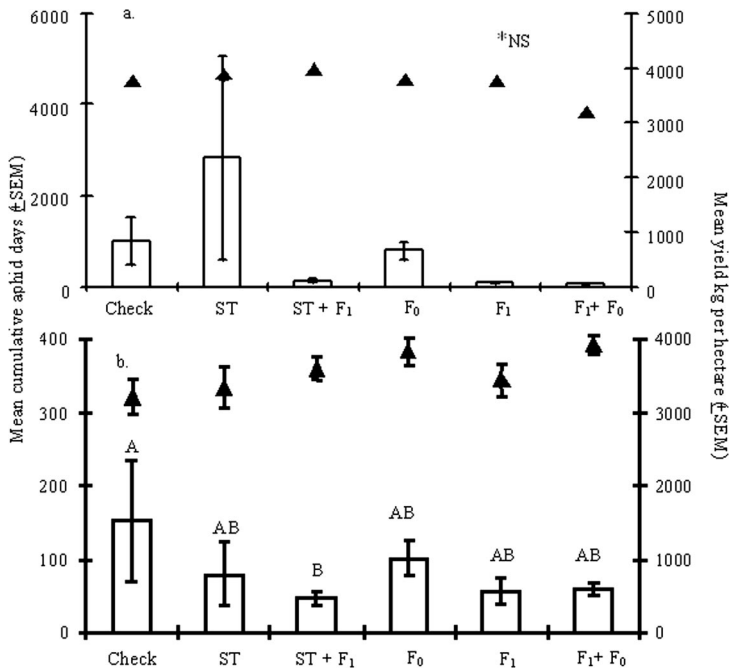 a.
*NS
6000
4000
2000
0
5000
4000
3000
2000
1000
0
Check ST ST + F₁ F₀ F₁ F₁+ F₀
Mean cumulative aphid days (±SEM)
Mean yield kg per hectare (±SEM)
b.
400
300
200
100
0
4000
3000
2000
1000
0
A AB B AB AB AB
Check ST ST + F₁ F₀ F₁ F₁+ F₀